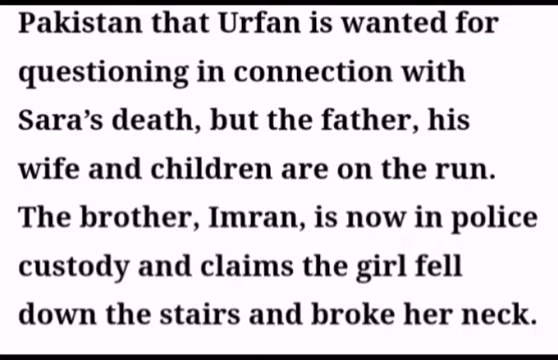 Pakistan that Urfan is wanted for
questioning in connection with
Sara’s death, but the father, his
wife and children are on the run.
The brother, Imran, is now in police
custody and claims the girl fell
down the stairs and broke her neck.